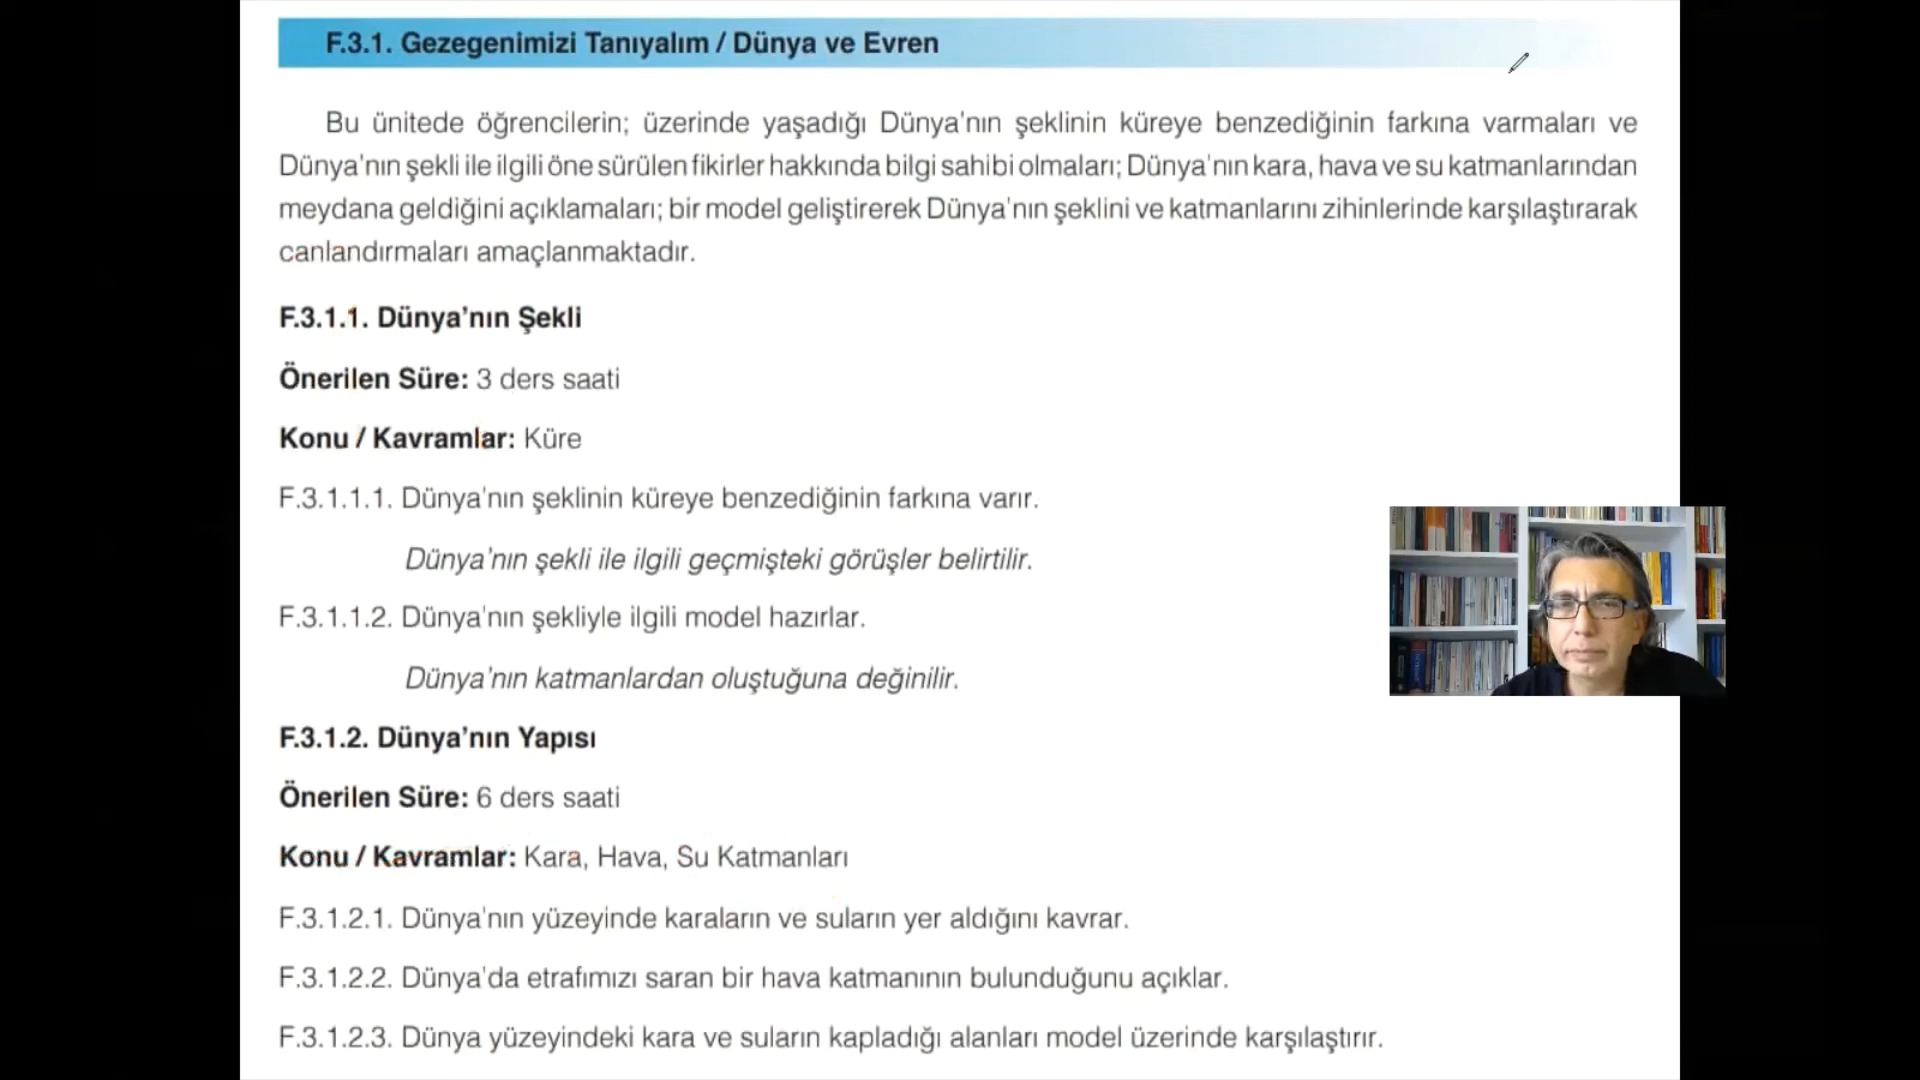 F.3.1. Gezegenimizi Tanıyalım / Dünya ve Evren
Bu ünitede öğrencilerin; üzerinde yaşadığı Dünya'nın şeklinin küreye benzediğinin farkına varmaları ve
Dünya'nın şekli ile ilgili öne sürülen fikirler hakkında bilgi sahibi olmaları; Dünya'nın kara, hava ve su katmanlarından
meydana geldiğini açıklamaları; bir model geliştirerek Dünya'nın şeklini ve katmanlarını zihinlerinde karşılaştırarak
canlandırmaları amaçlanmaktadır.
F.3.1.1. Dünya'nın Şekli
Önerilen Süre: 3 ders saati
Konu / Kavramlar: Küre
F.3.1.1.1. Dünya'nın şeklinin küreye benzediğinin farkına varır.
Dünya'nın şekli ile ilgili geçmişteki görüşler belirtilir.
F.3.1.1.2. Dünya'nın şekliyle ilgili model hazırlar.
Dünya'nın katmanlardan oluştuğuna değinilir.
F.3.1.2. Dünya'nın Yapısı
Önerilen Süre: 6 ders saati
Konu / Kavramlar: Kara, Hava, Su Katmanları
F.3.1.2.1. Dünya'nın yüzeyinde karaların ve suların yer aldığını kavrar.
F.3.1.2.2. Dünya'da etrafımızı saran bir hava katmanının bulunduğunu açıklar.
F.3.1.2.3. Dünya yüzeyindeki kara ve suların kapladığı alanları model üzerinde karşılaştırır.